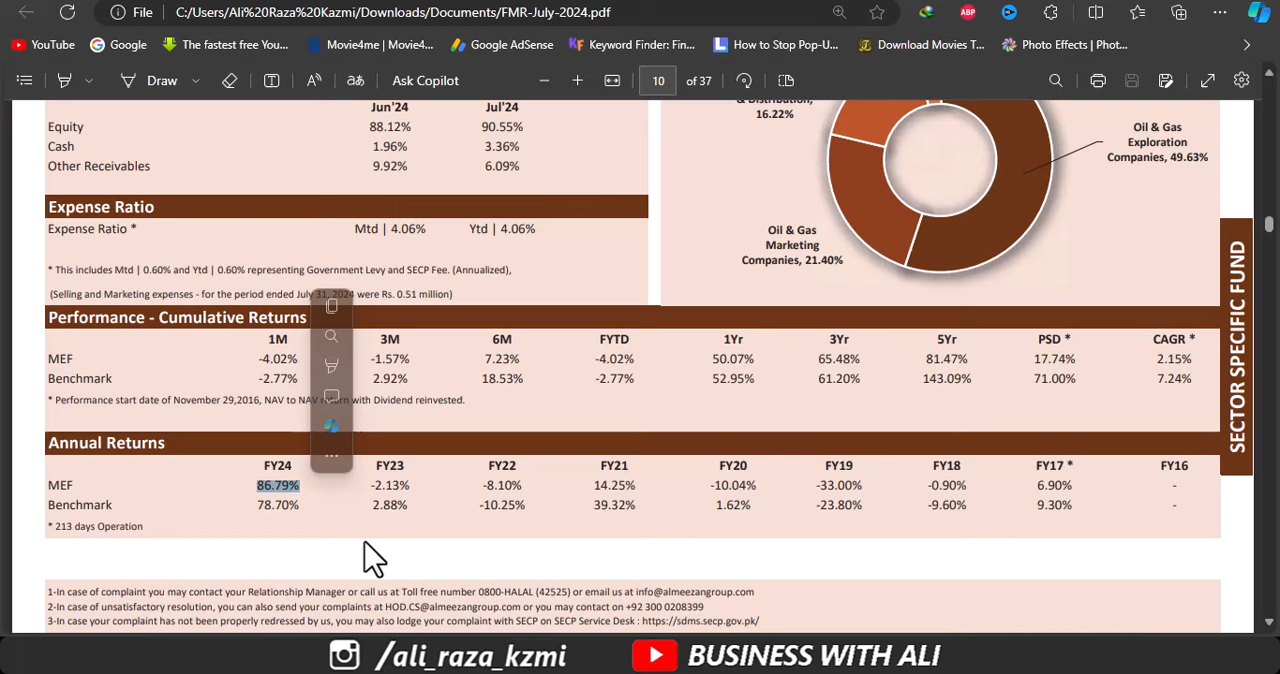 File C:/Users/Ali%20Raza%20Kazmi/Downloads/Documents/FMR-July-2024.pdf
ABP
YouTube Google The fastest free You... Movie4me | Movie4... Google AdSense Keyword Finder: Fin... How to Stop Pop-U... Download Movies T... Photo Effects | Phot...
Draw aあ Ask Copilot 10 of 37
Jun'24 Jul'24
Equity 88.12% 90.55%
Cash 1.96% 3.36%
Other Receivables 9.92% 6.09%
& Distribution,
16.22%
Oil & Gas
Exploration
Companies, 49.63%
Oil & Gas
Marketing
Companies, 21.40%
Expense Ratio
Expense Ratio * Mtd | 4.06% Ytd | 4.06%
* This includes Mtd | 0.60% and Ytd | 0.60% representing Government Levy and SECP Fee. (Annualized),
(Selling and Marketing expenses - for the period ended July 31, 2024 were Rs. 0.51 million)
Performance - Cumulative Returns
1M 3M 6M FYTD 1Yr 3Yr 5Yr PSD * CAGR *
MEF -4.02% -1.57% 7.23% -4.02% 50.07% 65.48% 81.47% 17.74% 2.15%
Benchmark -2.77% 2.92% 18.53% -2.77% 52.95% 61.20% 143.09% 71.00% 7.24%
* Performance start date of November 29,2016, NAV to NAV return with Dividend reinvested.
Annual Returns
FY24 FY23 FY22 FY21 FY20 FY19 FY18 FY17 * FY16
MEF 86.79% -2.13% -8.10% 14.25% -10.04% -33.00% -0.90% 6.90% -
Benchmark 78.70% 2.88% -10.25% 39.32% 1.62% -23.80% -9.60% 9.30% -
* 213 days Operation
SECTOR SPECIFIC FUND
1-In case of complaint you may contact your Relationship Manager or call us at Toll free number 0800-HALAL (42525) or email us at info@almeezangroup.com
2-In case of unsatisfactory resolution, you can also send your complaints at HOD.CS@almeezangroup.com or you may contact on +92 300 0208399
3-In case your complaint has not been properly redressed by us, you may also lodge your complaint with SECP on SECP Service Desk : https://sdms.secp.gov.pk/
/ali_raza_kzmi BUSINESS WITH ALI